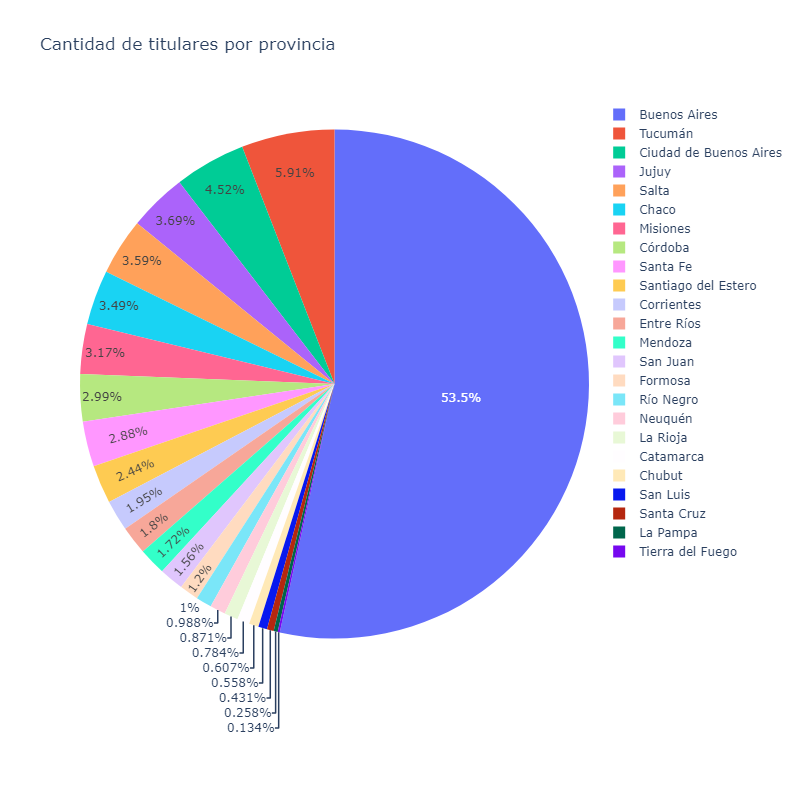 Cantidad de titulares por provincia
Buenos Aires
Tucumán
Ciudad de Buenos Aires
Jujuy
Salta
Chaco
Misiones
Córdoba
Santa Fe
Santiago del Estero
Corrientes
Entre Ríos
Mendoza
San Juan
Formosa
Río Negro
Neuquén
La Rioja
Catamarca
Chubut
San Luis
Santa Cruz
La Pampa
Tierra del Fuego
53.5%
5.91%
4.52%
3.69%
3.59%
3.49%
3.17%
2.99%
2.88%
2.44%
1.95%
1.8%
1.72%
1.56%
1.2%
1%
0.988%
0.871%
0.784%
0.607%
0.558%
0.431%
0.258%
0.134%